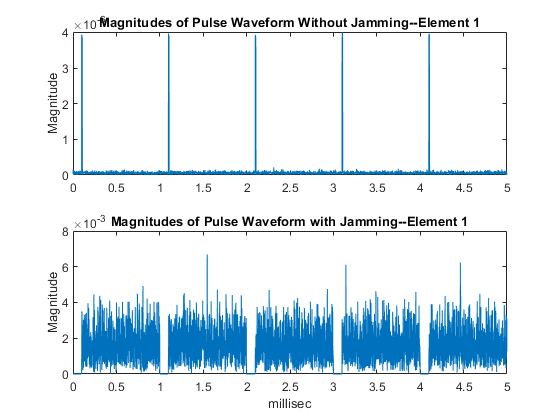 ×10
Magnitudes of Pulse Waveform Without Jamming--Element 1
4
3
2
1
0
Magnitude
0 0.5 1 1.5 2 2.5 3 3.5 4 4.5 5
×10-3
Magnitudes of Pulse Waveform with Jamming--Element 1
8
6
4
2
0
Magnitude
0 0.5 1 1.5 2 2.5 3 3.5 4 4.5 5
millisec